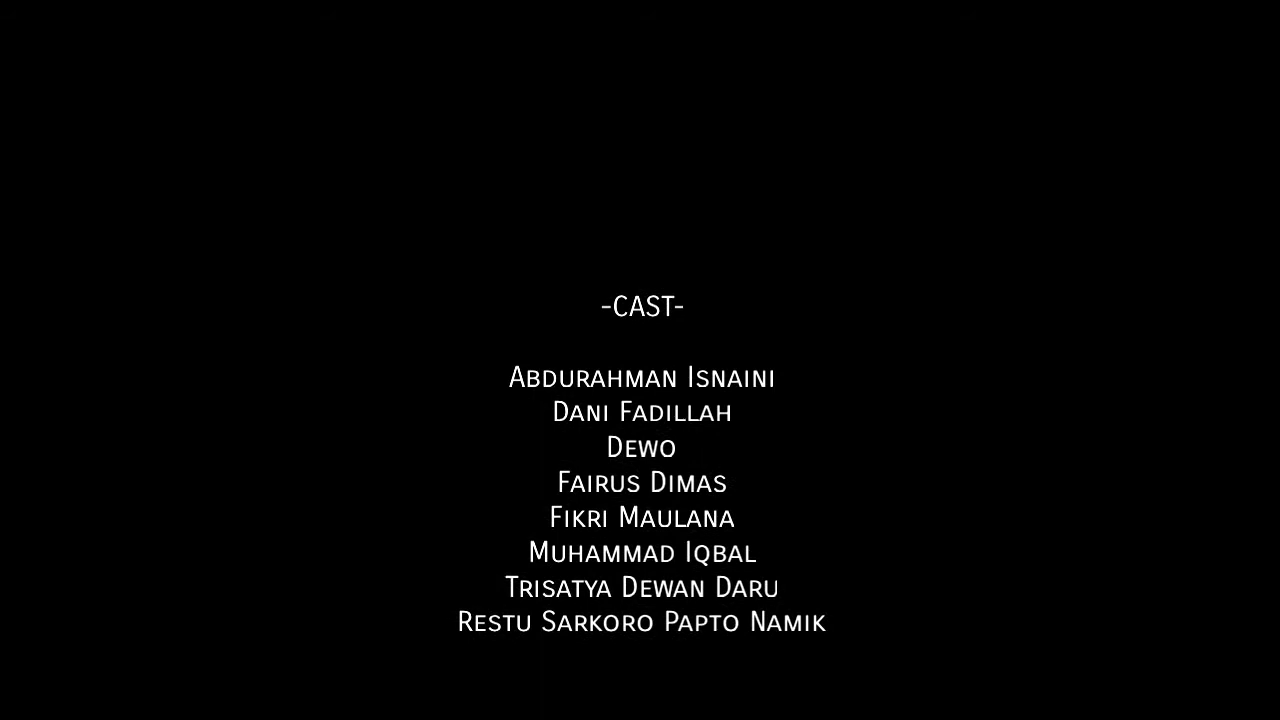 -CAST-
Abdurahman Isnaini
Dani Fadillah
Dewo
Fairus Dimas
Fikri Maulana
Muhammad Iqbal
Trisatya Dewan Daru
Restu Sarkoro Papto Namik